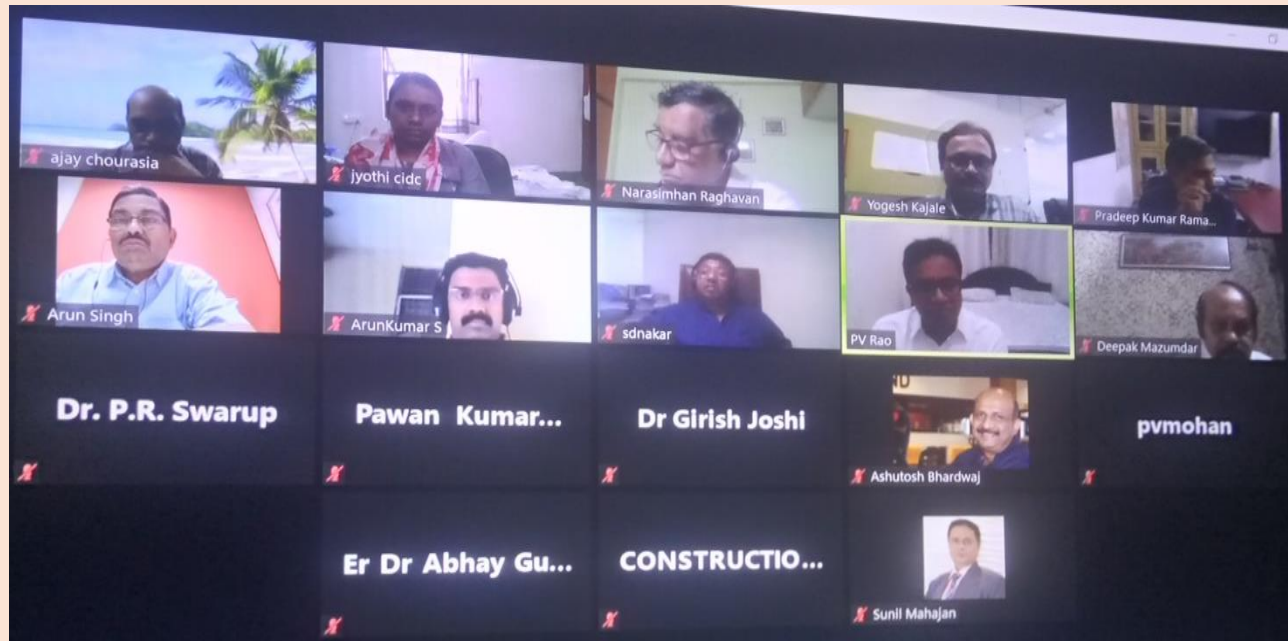 ajay chourasia
jyothi cidc
Narasimhan Raghavan
Yogesh Kajale
Pradeep Kumar Rama...
Arun Singh
ArunKumar S
sdnakar
PV Rao
Deepak Mazumdar
Dr. P.R. Swarup
Pawan Kumar...
Dr Girish Joshi
ND
Ashutosh Bhardwaj
pvmohan
Er Dr Abhay Gu...
CONSTRUCTIO...
Sunil Mahajan